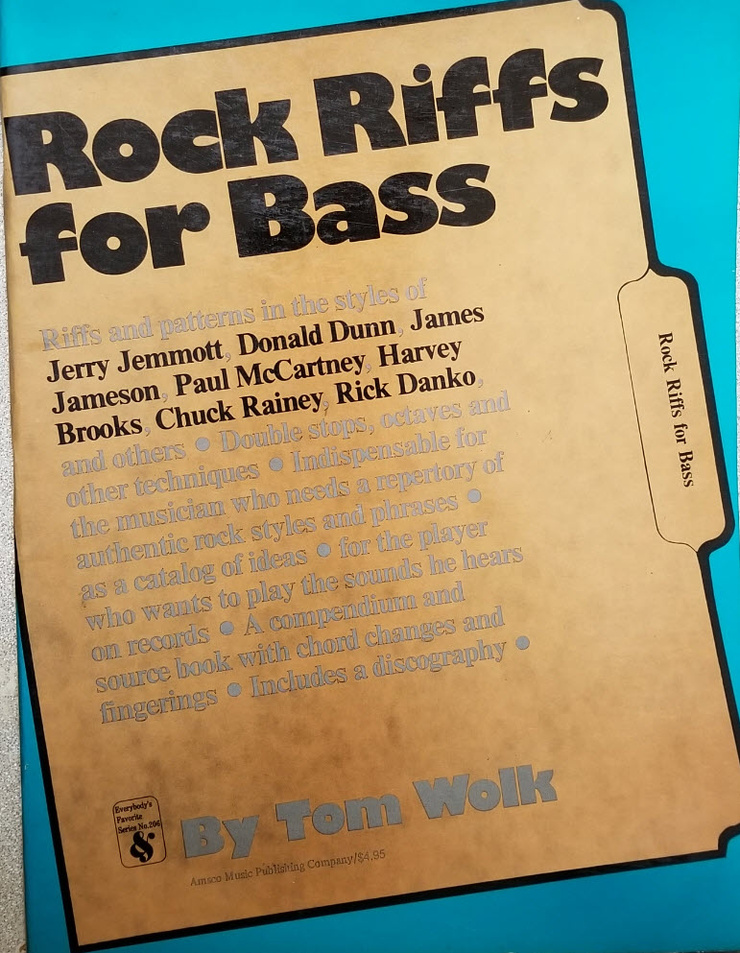 Rock Riffs
for Bass
Riffs and patterns in the styles of
Jerry Jemmott, Donald Dunn, James
Jameson, Paul McCartney, Harvey
Brooks, Chuck Rainey, Rick Danko,
and others • Double stops, octaves and
other techniques • Indispensable for
the musician who needs a repertory of
authentic rock styles and phrases •
as a catalog of ideas • for the player
who wants to play the sounds he hears
on records • A compendium and
source book with chord changes and
fingerings • Includes a discography •
Rock Riffs for Bass
Everybody's
Favorite
Series No.206
&
By Tom Wolk
Amsco Music Publishing Company/$4.95